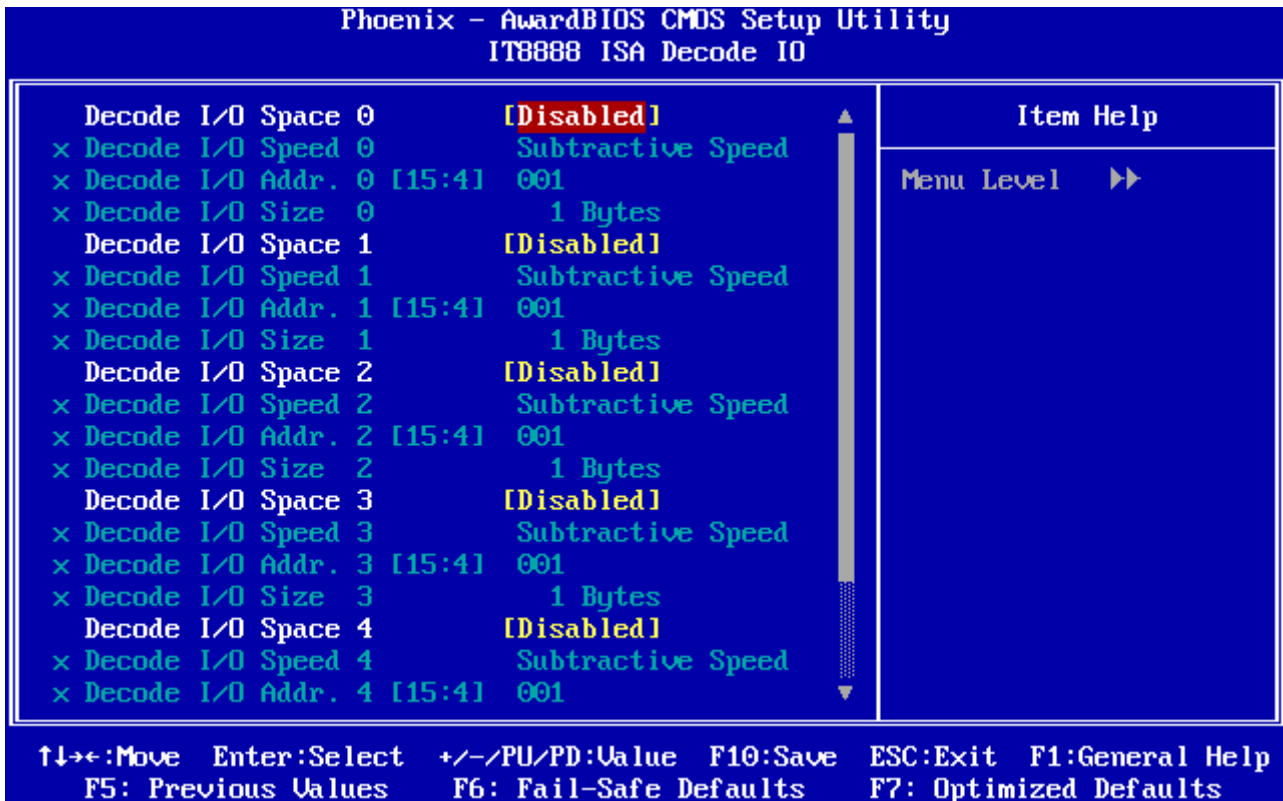 Phoenix - AwardBIOS CMOS Setup Utility
IT8888 ISA Decode IO
Decode I/O Space 0 [Disabled]
x Decode I/O Speed 0 Subtractive Speed
x Decode I/O Addr. 0 [15:4] 001
x Decode I/O Size 0 1 Bytes
Decode I/O Space 1 [Disabled]
x Decode I/O Speed 1 Subtractive Speed
x Decode I/O Addr. 1 [15:4] 001
x Decode I/O Size 1 1 Bytes
Decode I/O Space 2 [Disabled]
x Decode I/O Speed 2 Subtractive Speed
x Decode I/O Addr. 2 [15:4] 001
x Decode I/O Size 2 1 Bytes
Decode I/O Space 3 [Disabled]
x Decode I/O Speed 3 Subtractive Speed
x Decode I/O Addr. 3 [15:4] 001
x Decode I/O Size 3 1 Bytes
Decode I/O Space 4 [Disabled]
x Decode I/O Speed 4 Subtractive Speed
x Decode I/O Addr. 4 [15:4] 001
Item Help
Menu Level ▶▶
↑↓→←:Move Enter:Select +/-/PU/PD:Value F10:Save ESC:Exit F1:General Help
F5: Previous Values F6: Fail-Safe Defaults F7: Optimized Defaults